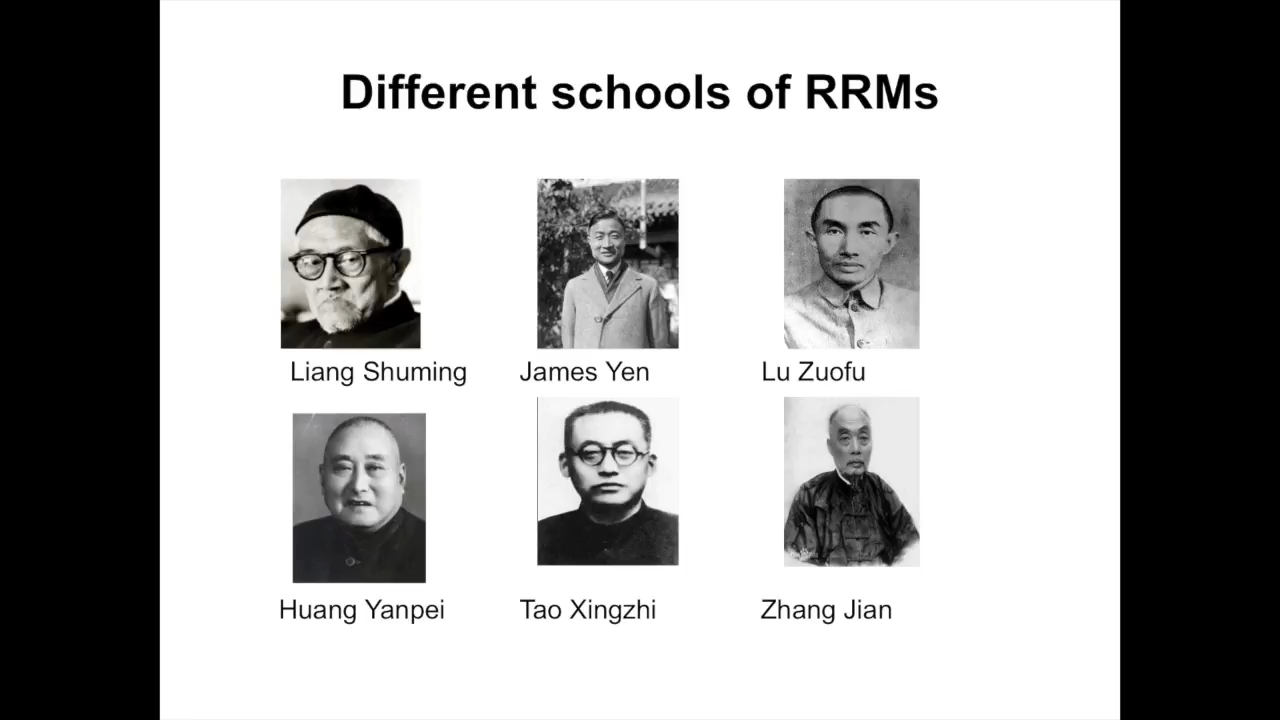 Different schools of RRMs
Liang Shuming
James Yen
Lu Zuofu
Huang Yanpei
Tao Xingzhi
Zhang Jian